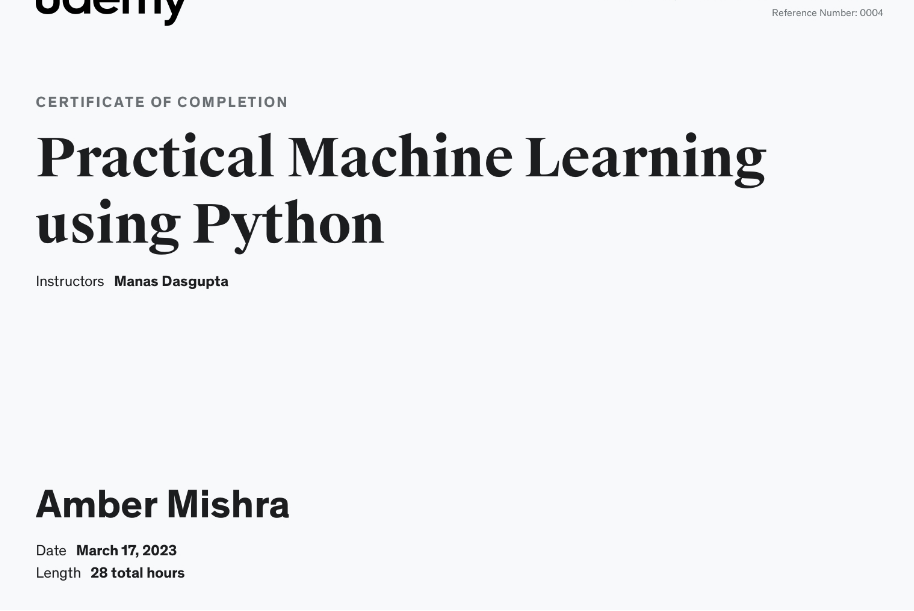 udemy
Reference Number: 0004
CERTIFICATE OF COMPLETION
Practical Machine Learning
using Python
Instructors Manas Dasgupta
Amber Mishra
Date March 17, 2023
Length 28 total hours